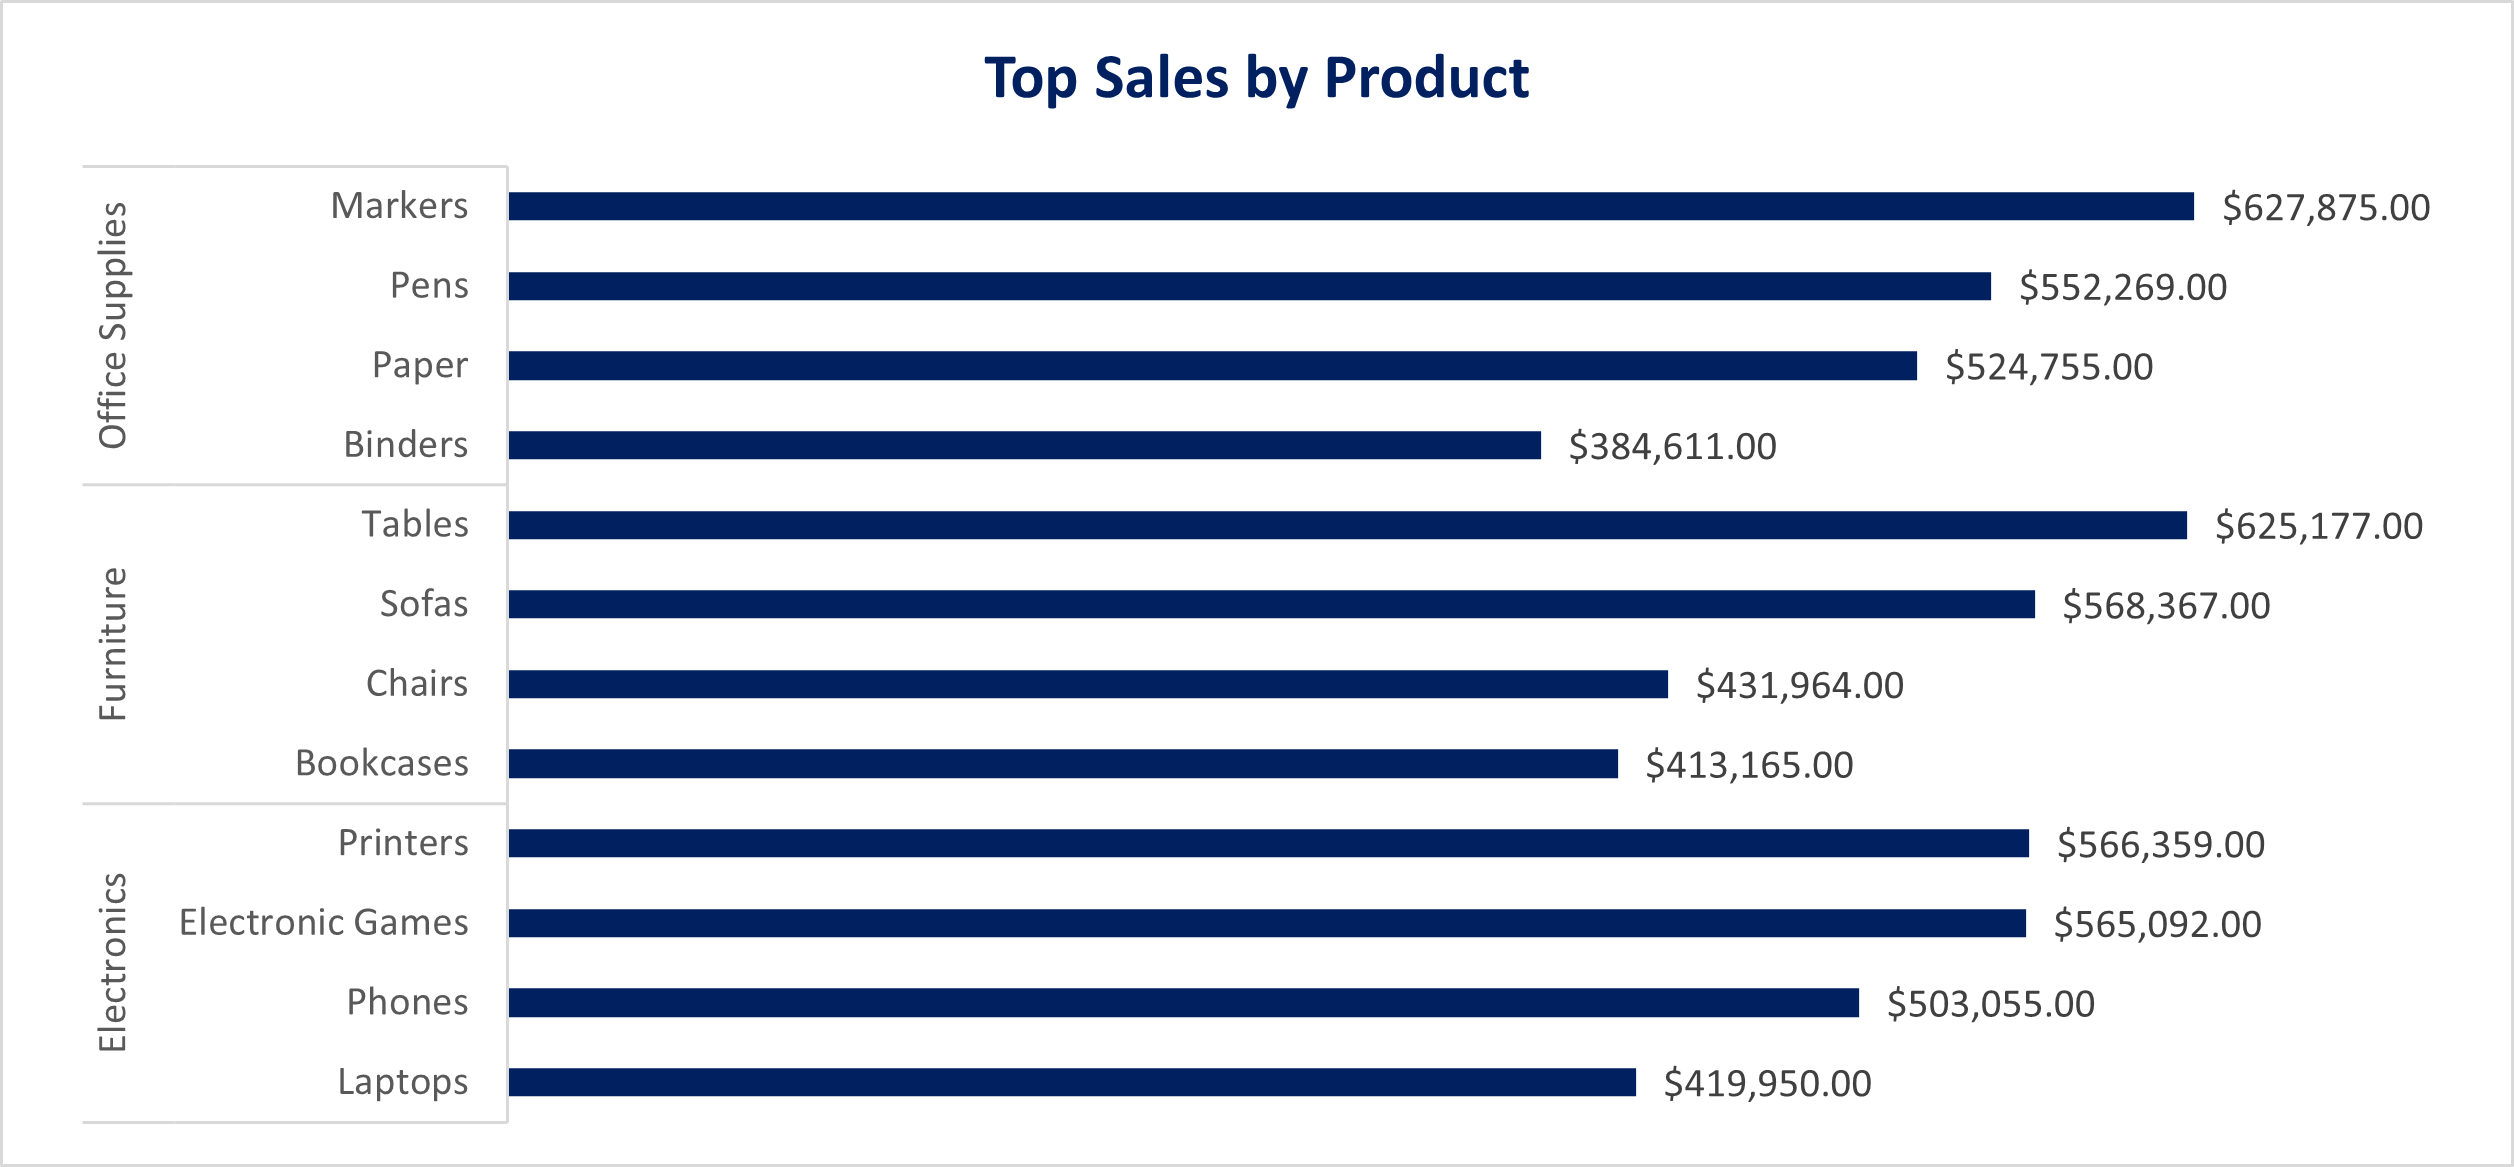 Top Sales by Product
Office Supplies
Markers $627,875.00
Pens $552,269.00
Paper $524,755.00
Binders $384,611.00
Furniture
Tables $625,177.00
Sofas $568,367.00
Chairs $431,964.00
Bookcases $413,165.00
Electronics
Printers $566,359.00
Electronic Games $565,092.00
Phones $503,055.00
Laptops $419,950.00